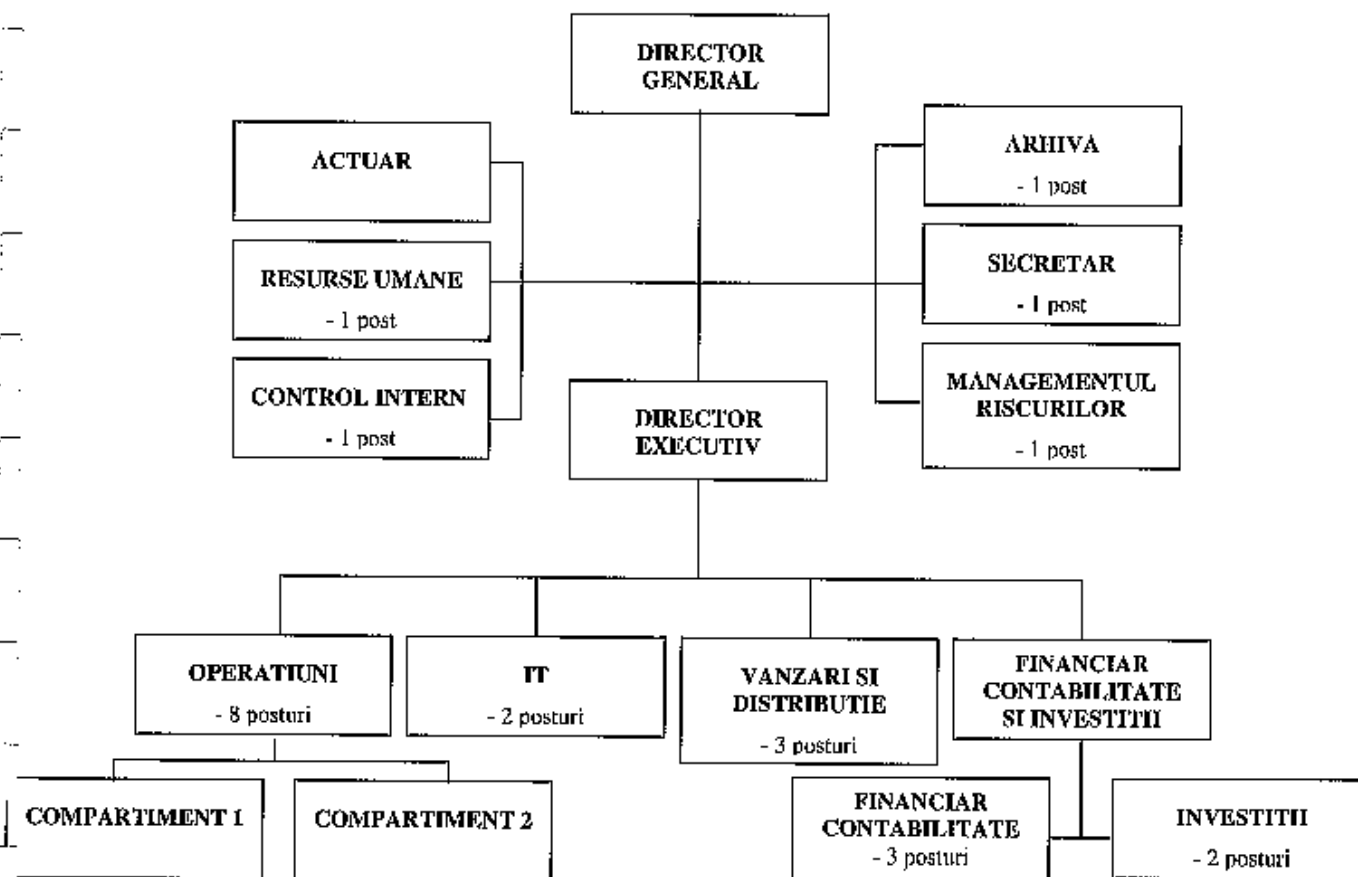 DIRECTOR
GENERAL
ACTUAR
ARHIVA
- 1 post
RESURSE UMANE
- 1 post
SECRETAR
- 1 post
CONTROL INTERN
- 1 post
MANAGEMENTUL
RISCURILOR
- 1 post
DIRECTOR
EXECUTIV
OPERATIUNI
- 8 posturi
IT
- 2 posturi
VANZARI SI
DISTRIBUTIE
- 3 posturi
FINANCIAR
CONTABILITATE
SI INVESTITII
COMPARTIMENT 1
COMPARTIMENT 2
FINANCIAR
CONTABILITATE
- 3 posturi
INVESTITII
- 2 posturi